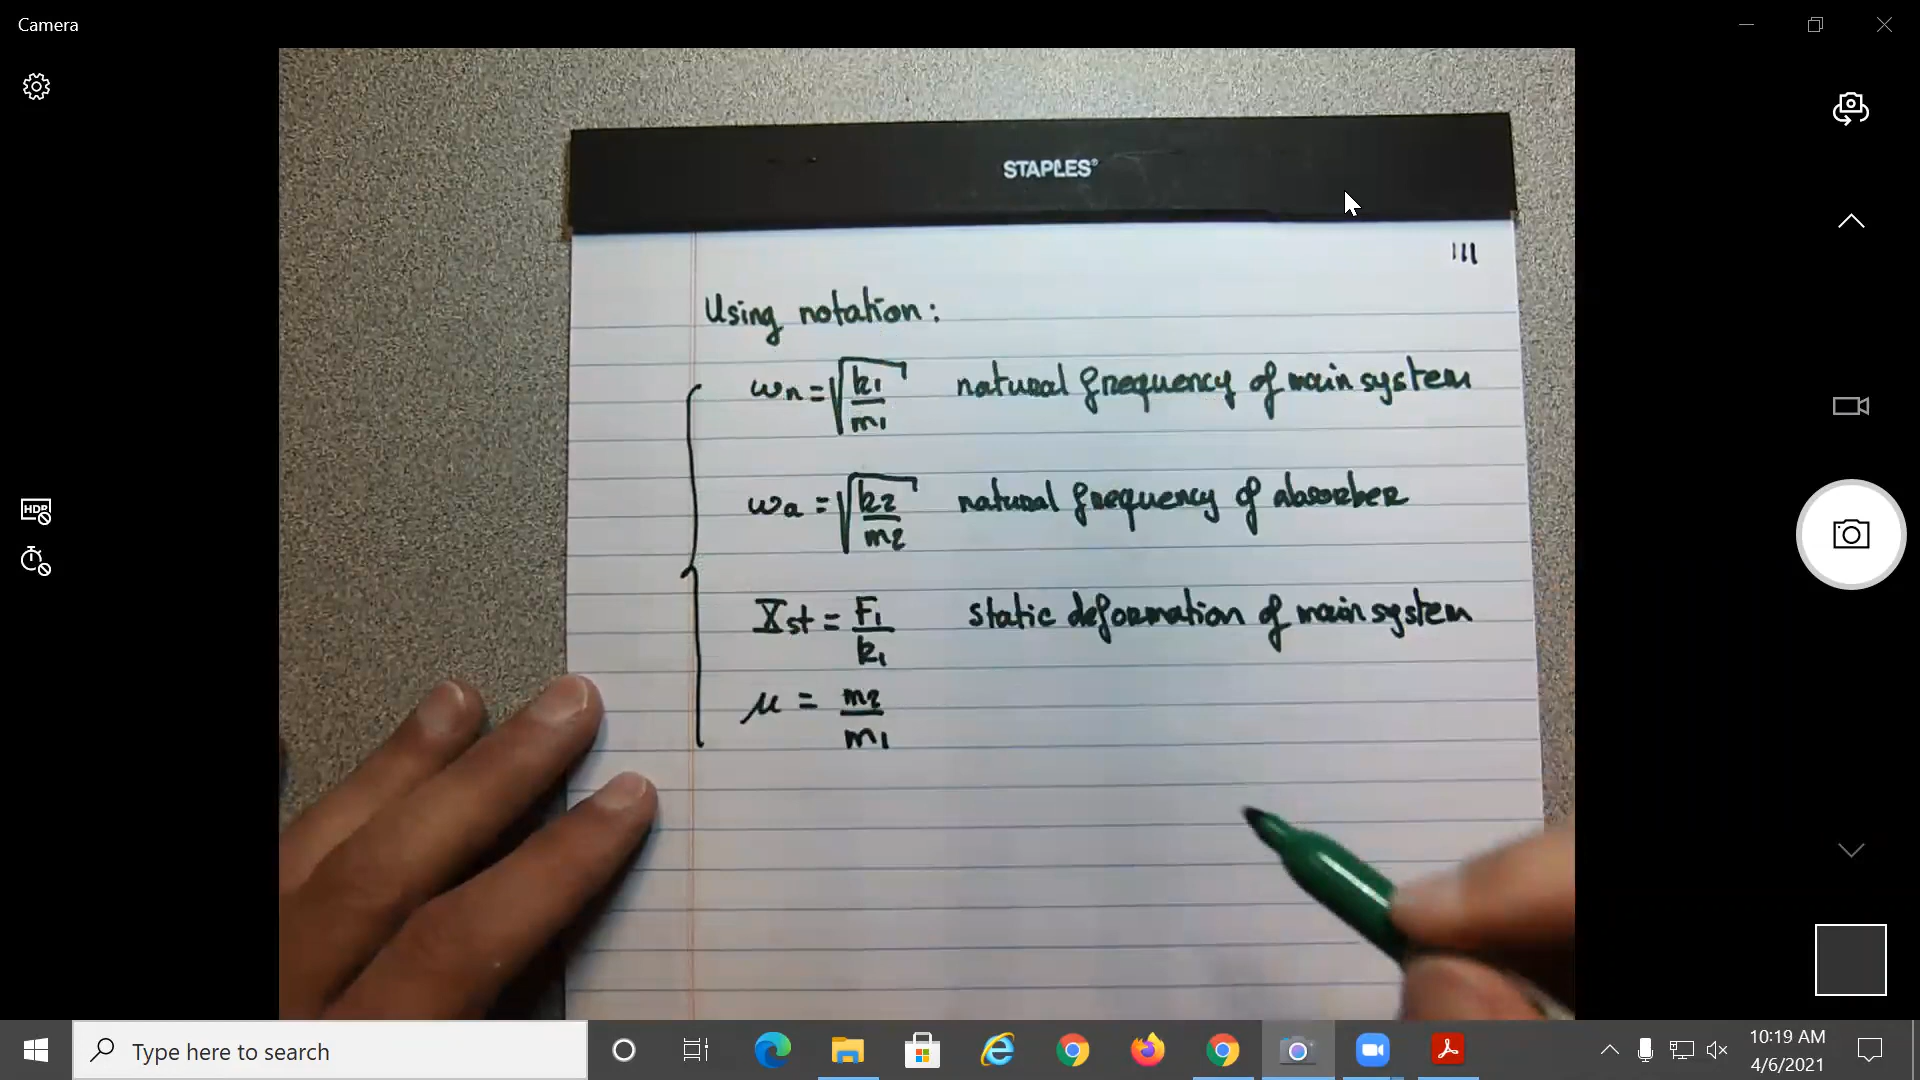 Camera
STAPLES®
111
Using notation:
ωn = √k1/m1 natural frequency of main system
ωa = √k2/m2 natural frequency of absorber
Xst = F1/k1 static deformation of main system
μ = m2/m1
HDR
Type here to search
10:19 AM
4/6/2021